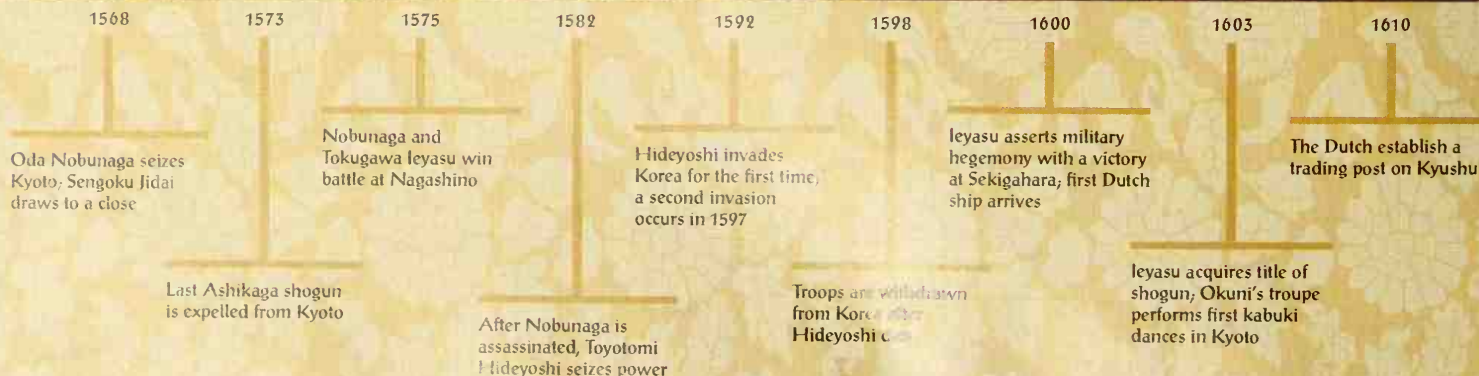 1568
1573
1575
1582
1592
1598
1600
1603
1610
Oda Nobunaga seizes
Kyoto; Sengoku Jidai
draws to a close
Last Ashikaga shogun
is expelled from Kyoto
Nobunaga and
Tokugawa Ieyasu win
battle at Nagashino
After Nobunaga is
assassinated, Toyotomi
Hideyoshi seizes power
Hideyoshi invades
Korea for the first time;
a second invasion
occurs in 1597
Troops are withdrawn
from Korea after
Hideyoshi
Ieyasu asserts military
hegemony with a victory
at Sekigahara; first Dutch
ship arrives
Ieyasu acquires title of
shogun; Okuni's troupe
performs first kabuki
dances in Kyoto
The Dutch establish a
trading post on Kyushu